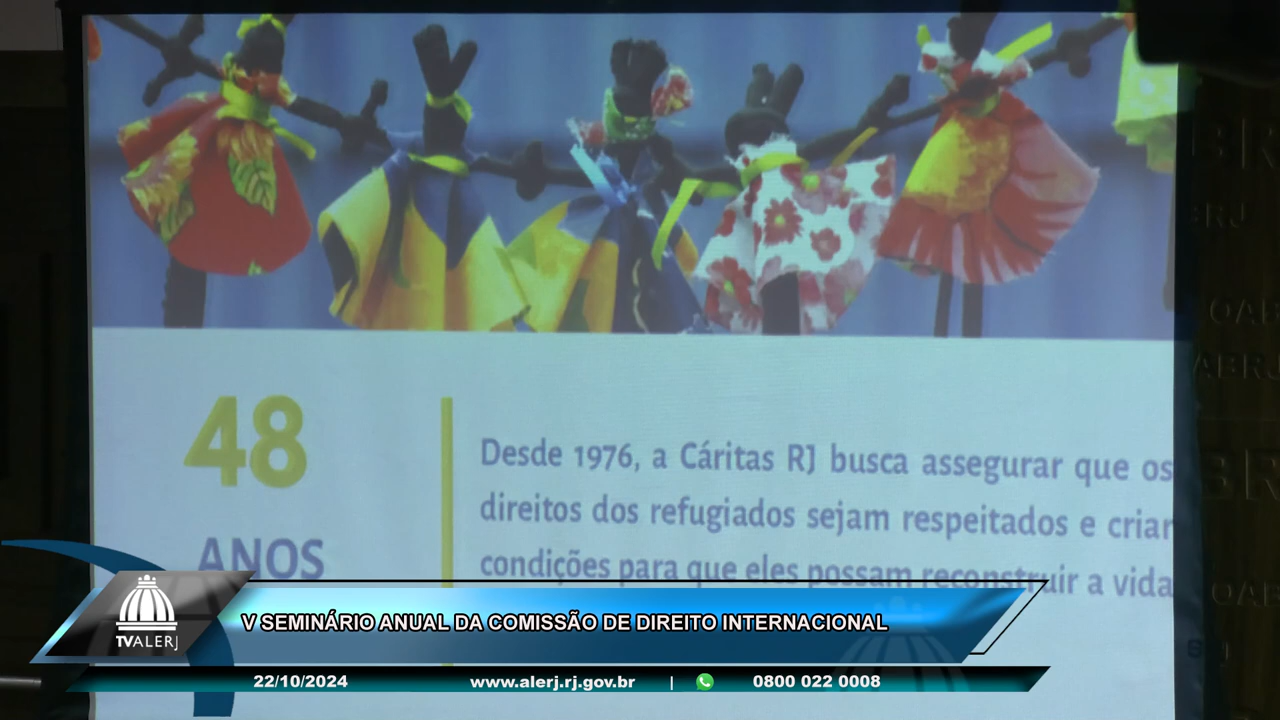 48
ANOS
Desde 1976, a Cáritas RJ busca assegurar que os
direitos dos refugiados sejam respeitados e criar
condições para que eles possam reconstruir a vida
TVALERJ
V SEMINÁRIO ANUAL DA COMISSÃO DE DIREITO INTERNACIONAL
22/10/2024
www.alerj.rj.gov.br | 0800 022 0008